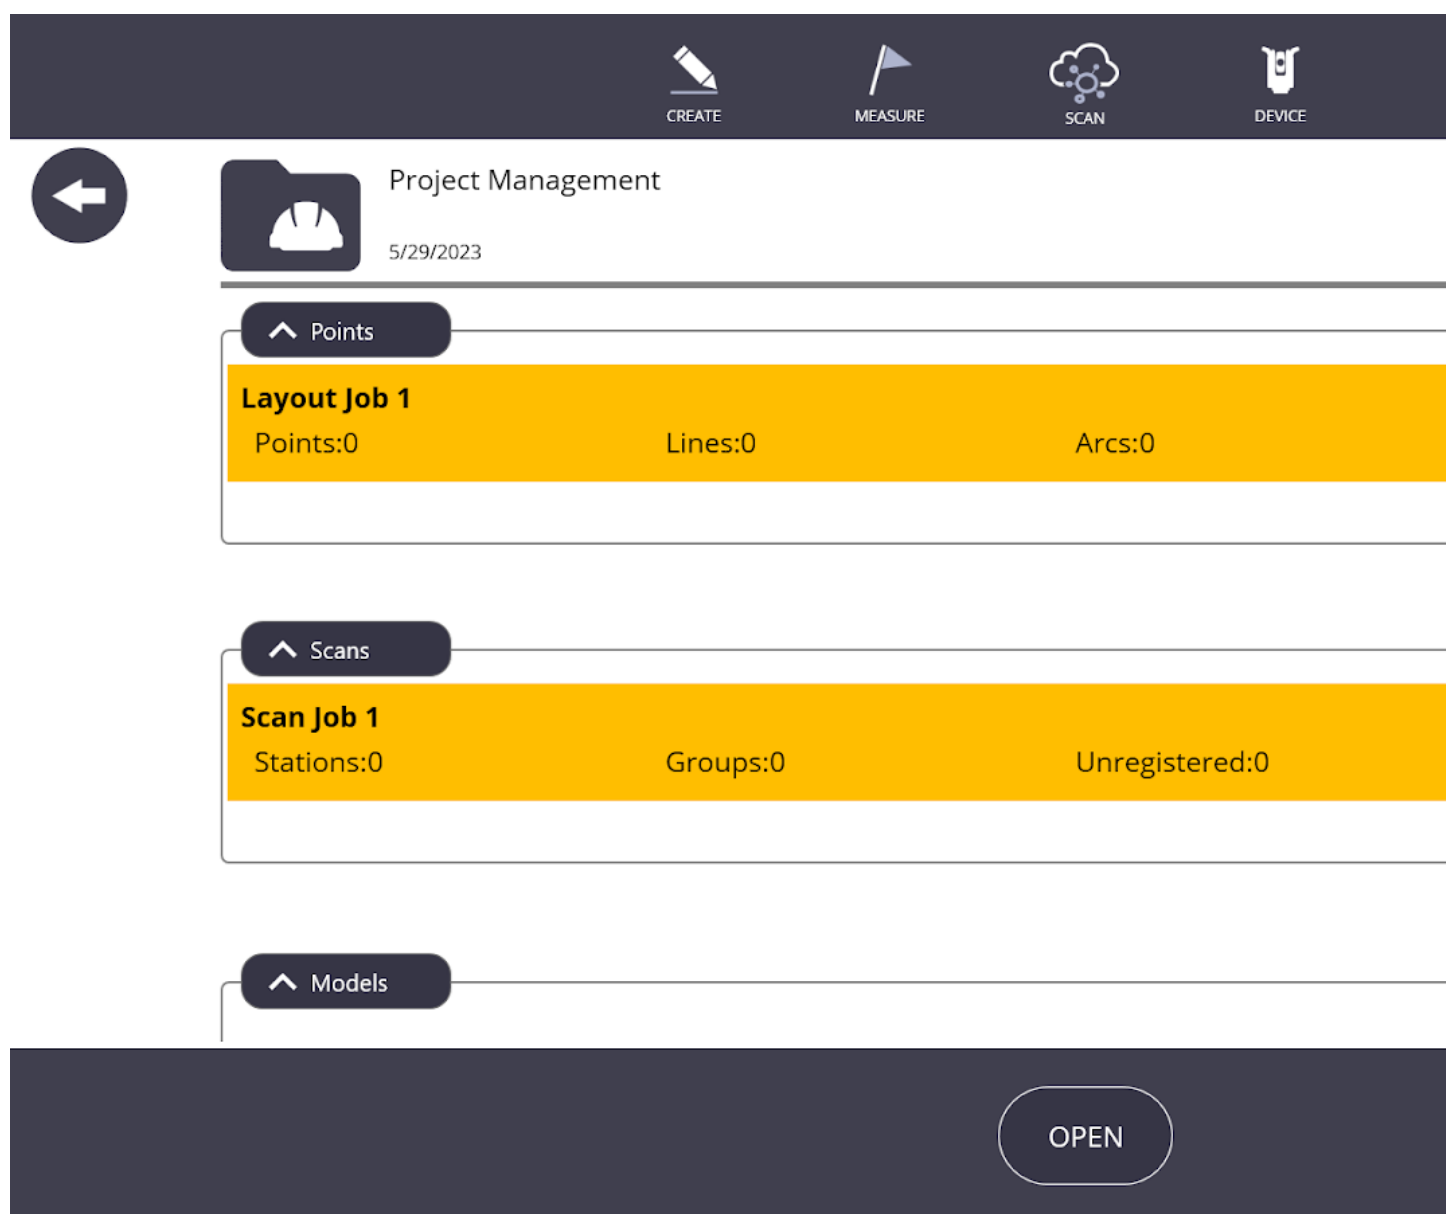 CREATE
MEASURE
SCAN
DEVICE
Project Management
5/29/2023
Points
Layout Job 1
Points:0 Lines:0 Arcs:0
Scans
Scan Job 1
Stations:0 Groups:0 Unregistered:0
Models
OPEN